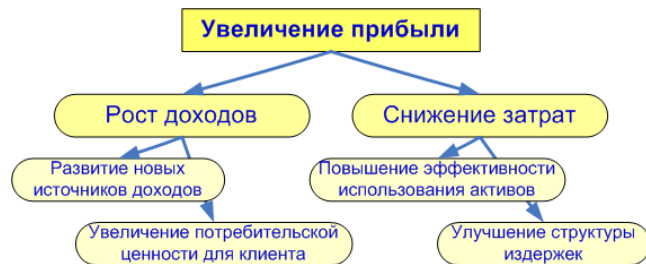 Увеличение прибыли
Рост доходов
Снижение затрат
Развитие новых
источников доходов
Повышение эффективности
использования активов
Увеличение потребительской
ценности для клиента
Улучшение структуры
издержек